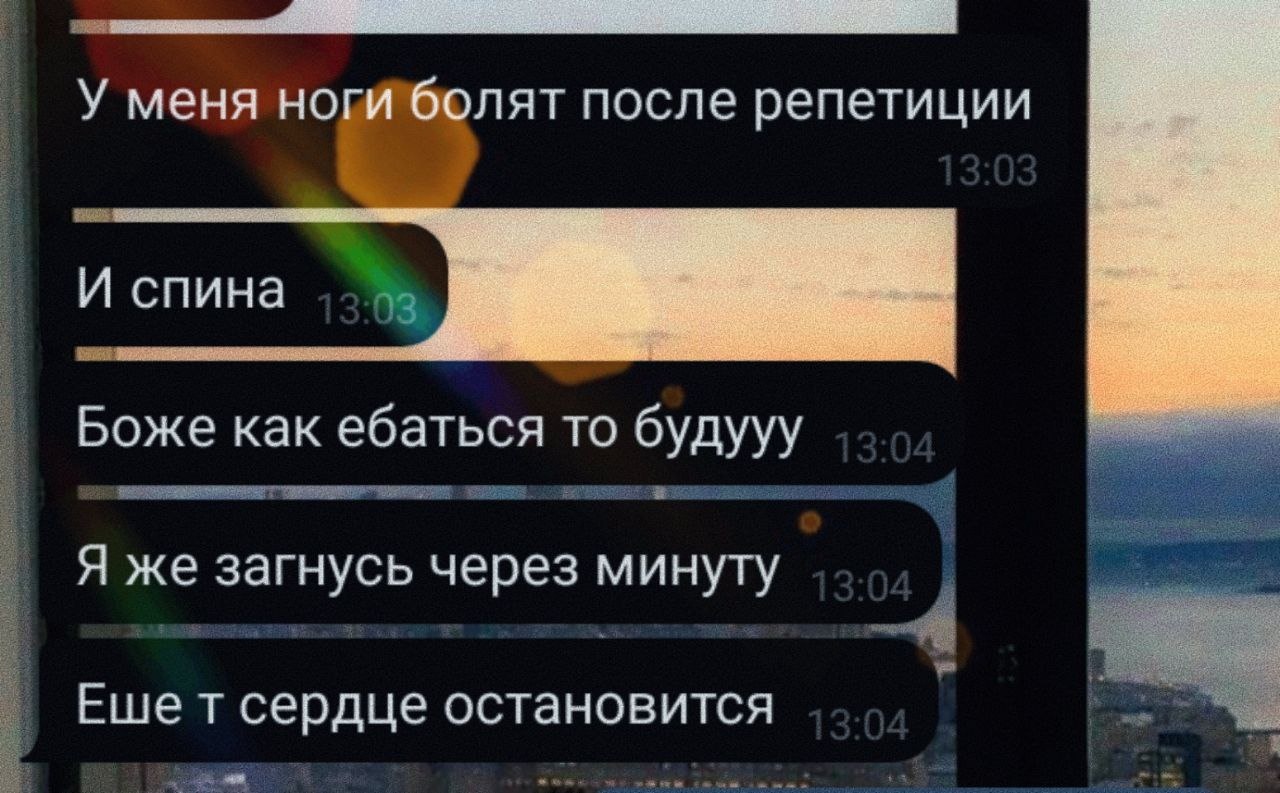 У меня ноги болят после репетиции
13:03
И спина 13:03
Боже как ебаться то будууу 13:04
Я же загнусь через минуту 13:04
Еше т сердце остановится 13:04